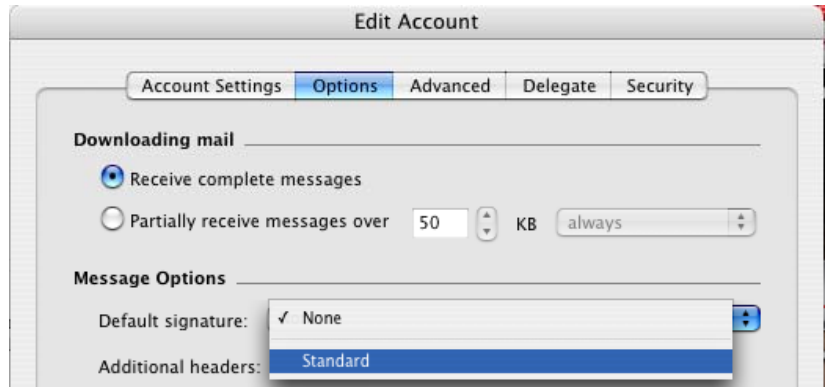 Edit Account
Account Settings Options Advanced Delegate Security
Downloading mail
Receive complete messages
Partially receive messages over 50 KB always
Message Options
Default signature: ✓ None
Additional headers: Standard